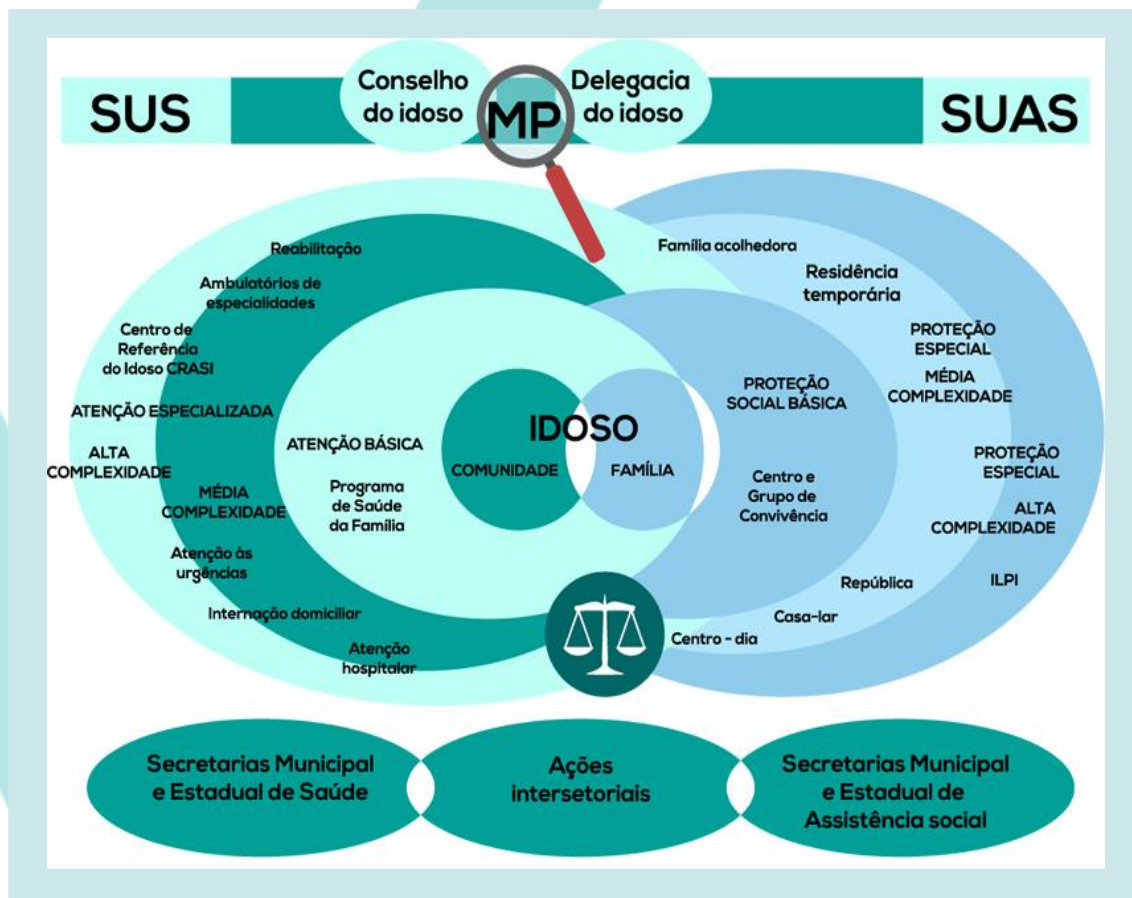 Conselho
do idoso
MP
Delegacia
do idoso
SUS
SUAS
Reabilitação
Ambulatórios de
especialidades
Centro de
Referência
do Idoso CRASI
ATENÇÃO ESPECIALIZADA
ALTA
COMPLEXIDADE
MÉDIA
COMPLEXIDADE
Atenção às
urgências
Internação domiciliar
Atenção
hospitalar
ATENÇÃO BÁSICA
Programa
de Saúde
da Família
IDOSO
COMUNIDADE
FAMÍLIA
PROTEÇÃO
SOCIAL BÁSICA
Centro e
Grupo de
Convivência
Família acolhedora
Residência
temporária
PROTEÇÃO
ESPECIAL
MÉDIA
COMPLEXIDADE
PROTEÇÃO
ESPECIAL
ALTA
COMPLEXIDADE
ILPI
República
Casa-lar
Centro - dia
Secretarias Municipal
e Estadual de Saúde
Ações
intersetoriais
Secretarias Municipal
e Estadual de
Assistência social